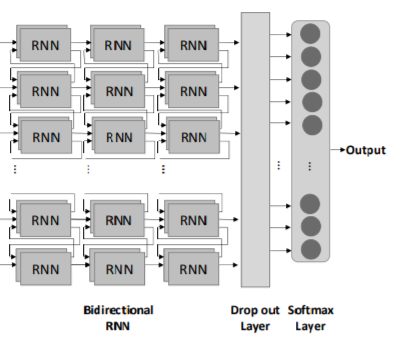 RNN RNN RNN
RNN RNN RNN
RNN RNN RNN
... ... ... ... ...
Output
RNN RNN RNN
RNN RNN RNN
Bidirectional
RNN
Drop out
Layer
Softmax
Layer